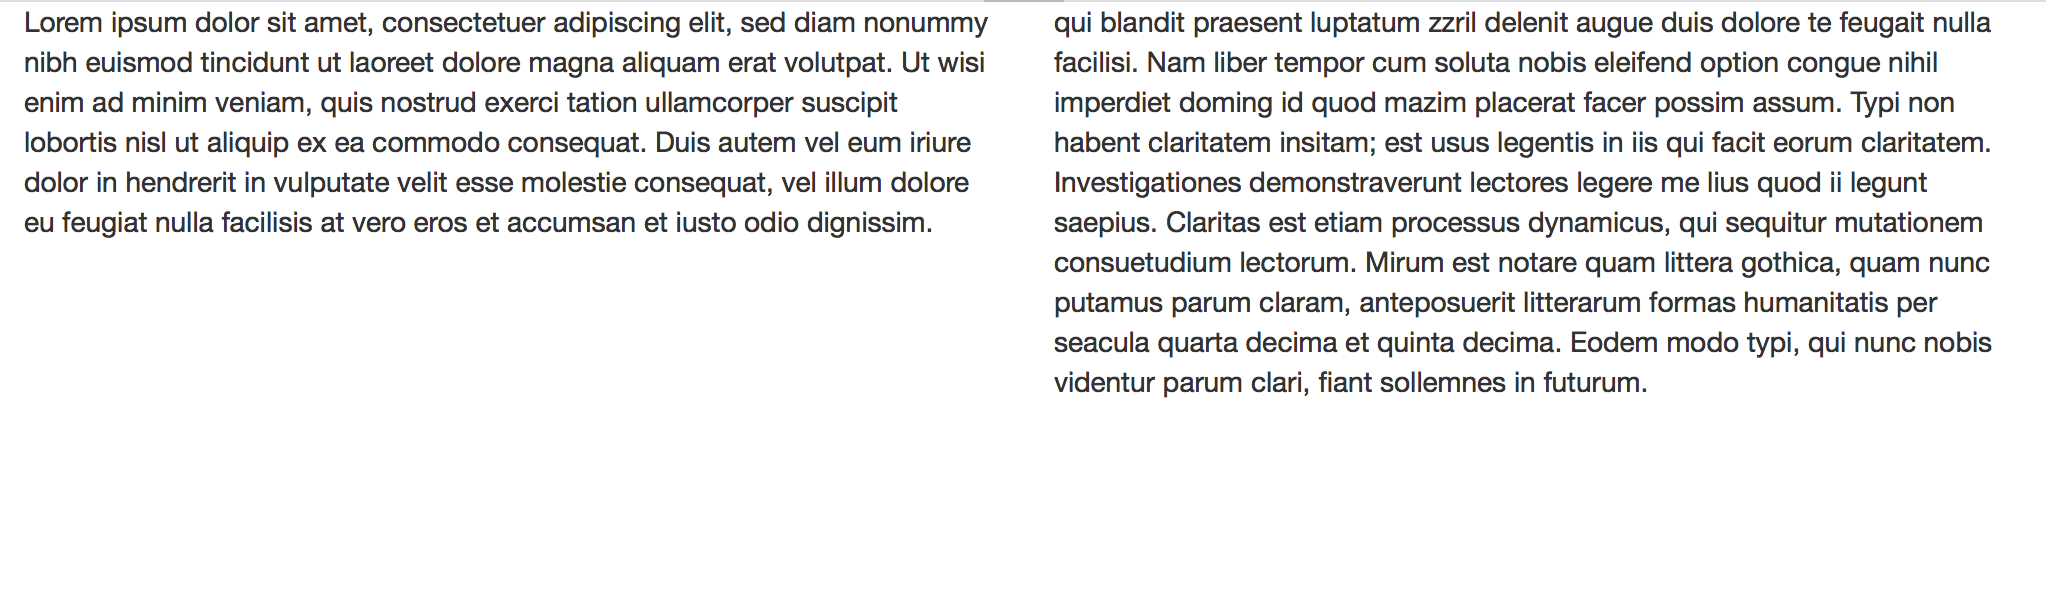 Lorem ipsum dolor sit amet, consectetuer adipiscing elit, sed diam nonummy
nibh euismod tincidunt ut laoreet dolore magna aliquam erat volutpat. Ut wisi
enim ad minim veniam, quis nostrud exerci tation ullamcorper suscipit
lobortis nisl ut aliquip ex ea commodo consequat. Duis autem vel eum iriure
dolor in hendrerit in vulputate velit esse molestie consequat, vel illum dolore
eu feugiat nulla facilisis at vero eros et accumsan et iusto odio dignissim.
qui blandit praesent luptatum zzril delenit augue duis dolore te feugait nulla
facilisi. Nam liber tempor cum soluta nobis eleifend option congue nihil
imperdiet doming id quod mazim placerat facer possim assum. Typi non
habent claritatem insitam; est usus legentis in iis qui facit eorum claritatem.
Investigationes demonstraverunt lectores legere me lius quod ii legunt
saepius. Claritas est etiam processus dynamicus, qui sequitur mutationem
consuetudium lectorum. Mirum est notare quam littera gothica, quam nunc
putamus parum claram, anteposuerit litterarum formas humanitatis per
seacula quarta decima et quinta decima. Eodem modo typi, qui nunc nobis
videntur parum clari, fiant sollemnes in futurum.